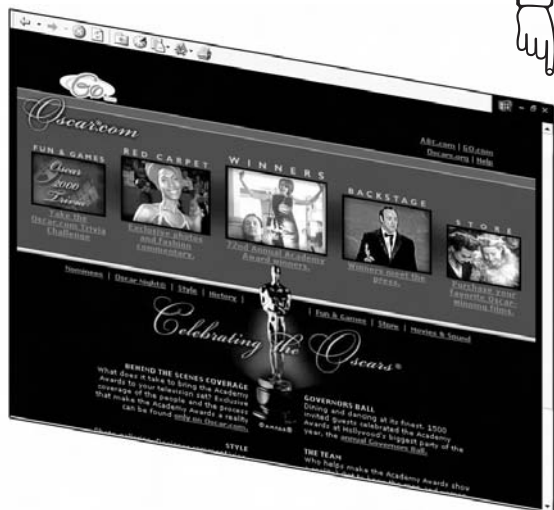 Go
ABC.com | GO.com
Oscars.org | Help
Oscar.com
FUN & GAMES
Oscar
2000
Trivia
Take the
Oscar.com Trivia
Challenge
RED CARPET
Exclusive photos
and fashion
commentary.
WINNERS
72nd Annual Academy
Award winners.
BACKSTAGE
Winners meet the
press.
STORE
Purchase your
favorite Oscar-
winning films.
Nominees | Oscar Night® | Style | History |
| Fun & Games | Store | Movies & Sound
Celebrating The Oscars®
BEHIND THE SCENES COVERAGE
What does it take to bring the Academy
Awards to your television set? Exclusive
coverage of the people and the process
that make the Academy Awards a reality
can be found only on Oscar.com.
STYLE
©AMPAS®
GOVERNORS BALL
Dining and dancing at its finest. 1500
invited guests celebrated the Academy
Awards at Hollywood's biggest party of the
year, the annual Governors Ball.
THE TEAM
Who helps make the Academy Awards show